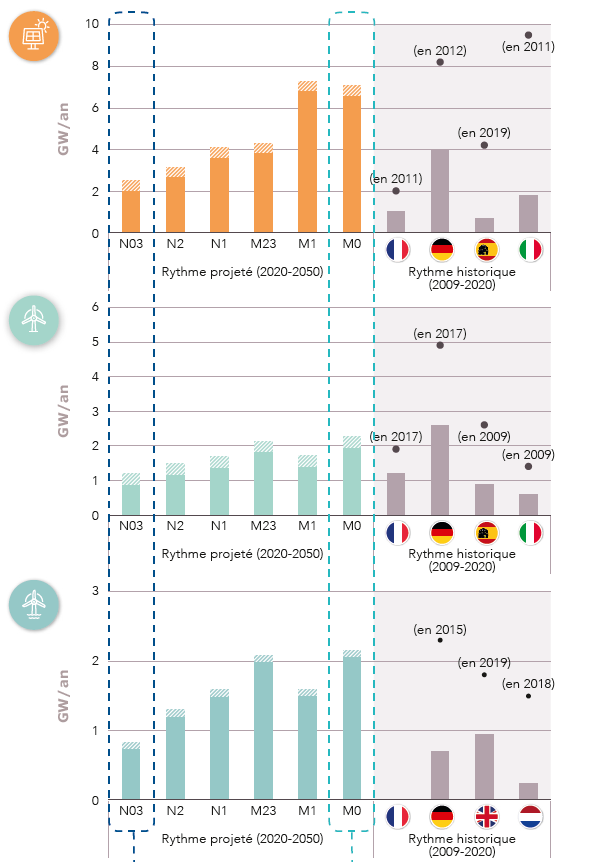 10
8
6
4
2
0
GW/an
(en 2012)
(en 2011)
(en 2019)
(en 2011)
N03 N2 N1 M23 M1 M0
Rythme projeté (2020-2050)
Rythme historique
(2009-2020)
6
5
4
3
2
1
0
GW/an
(en 2017)
(en 2017)
(en 2009)
(en 2009)
N03 N2 N1 M23 M1 M0
Rythme projeté (2020-2050)
Rythme historique
(2009-2020)
3
2
1
0
GW/an
(en 2015)
(en 2019)
(en 2018)
N03 N2 N1 M23 M1 M0
Rythme projeté (2020-2050)
Rythme historique
(2009-2020)